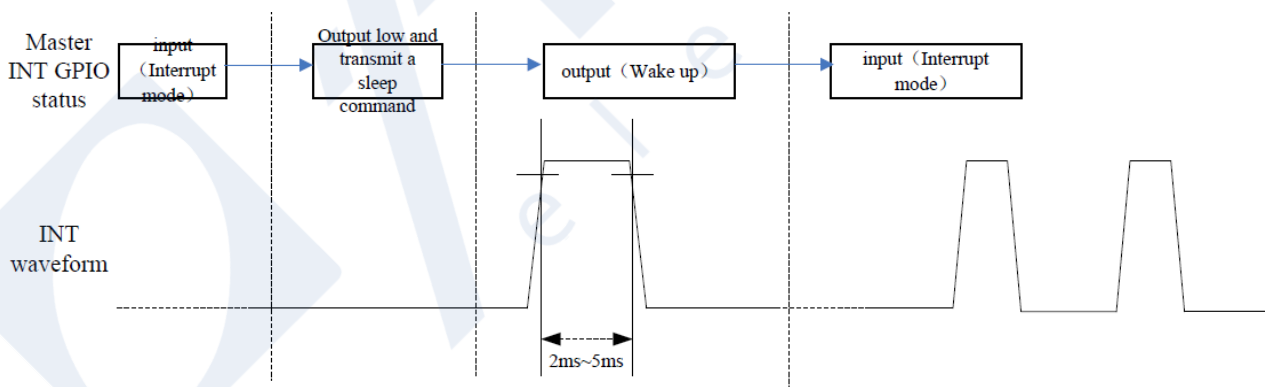 Master
INT GPIO
status
input
（Interrupt
mode）
Output low and
transmit a
sleep
command
output（Wake up）
input（Interrupt
mode）
INT
waveform
2ms~5ms
e
e
i